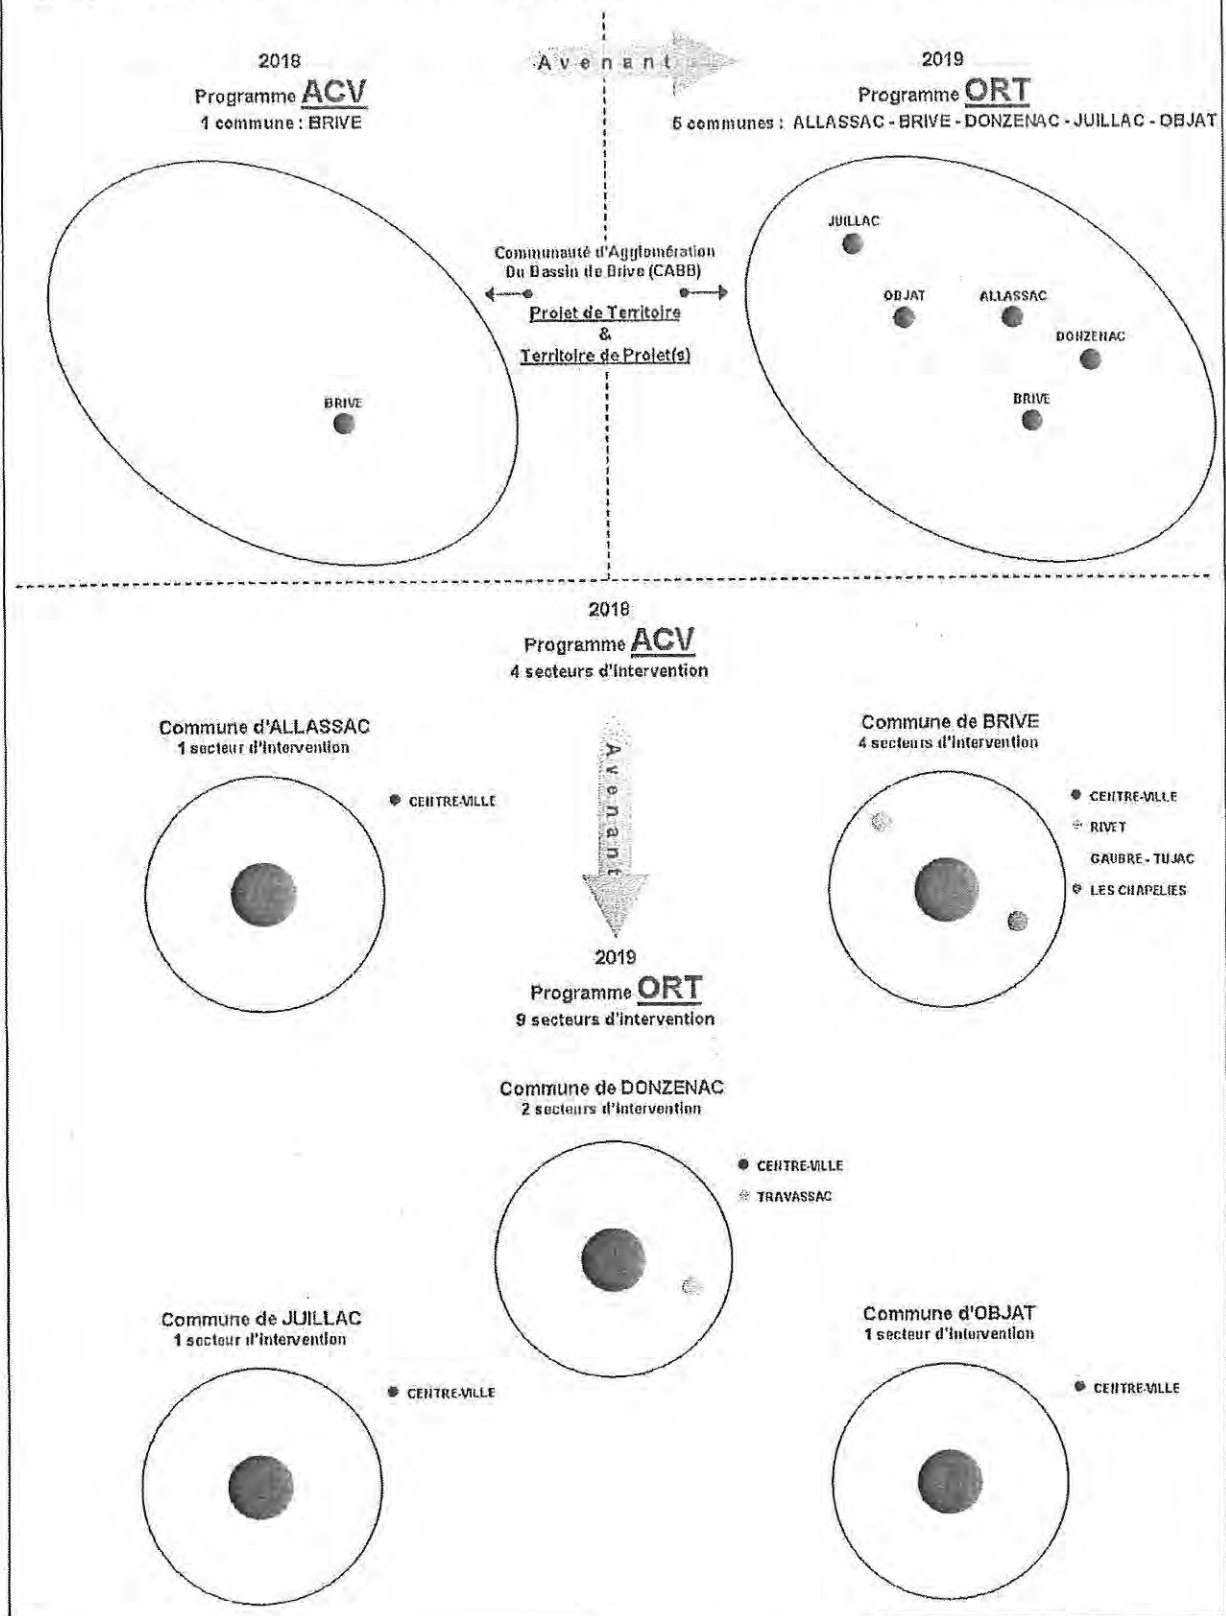 2018
Programme ACV
1 commune : BRIVE
Avenant
2019
Programme ORT
5 communes : ALLASSAC - BRIVE - DONZENAC - JUILLAC - OBJAT
Communauté d'Agglomération
Du Bassin de Brive (CABB)
Projet de Territoire
&
Territoire de Projet(s)
BRIVE
JUILLAC
OBJAT
ALLASSAC
DONZENAC
BRIVE
2018
Programme ACV
4 secteurs d'intervention
Avenant
2019
Programme ORT
9 secteurs d'intervention
Commune d'ALLASSAC
1 secteur d'intervention
CENTRE-VILLE
Commune de BRIVE
4 secteurs d'intervention
CENTRE-VILLE
RIVET
GAUBRE - TUJAC
LES CHAPELIES
Commune de DONZENAC
2 secteurs d'intervention
CENTRE-VILLE
TRAVASSAC
Commune de JUILLAC
1 secteur d'intervention
CENTRE-VILLE
Commune d'OBJAT
1 secteur d'intervention
CENTRE-VILLE